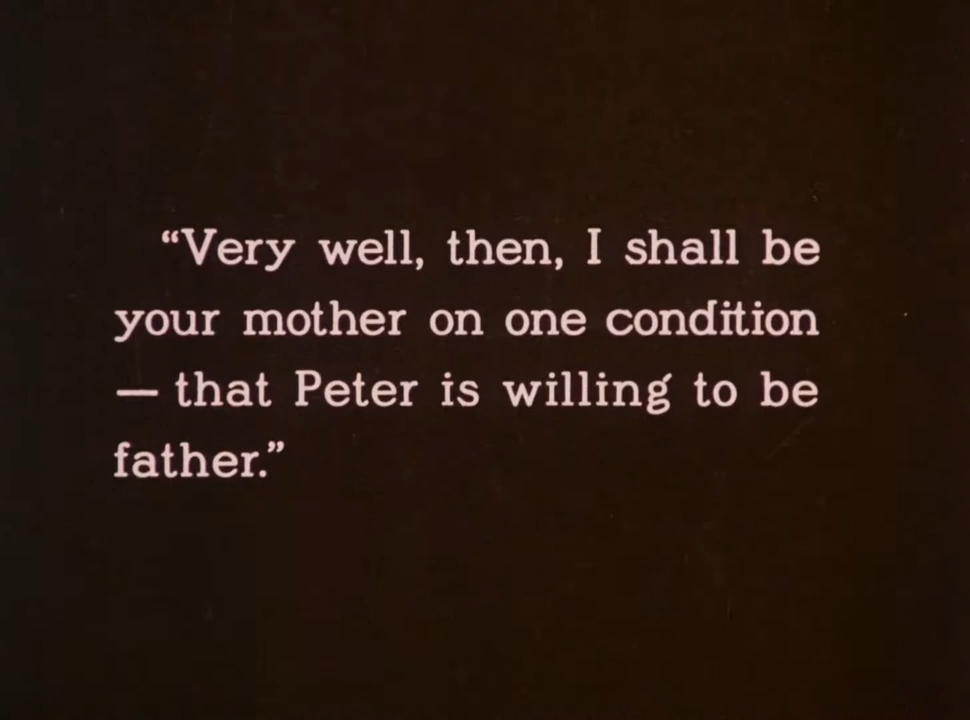 “Very well, then, I shall be
your mother on one condition
— that Peter is willing to be
father.”